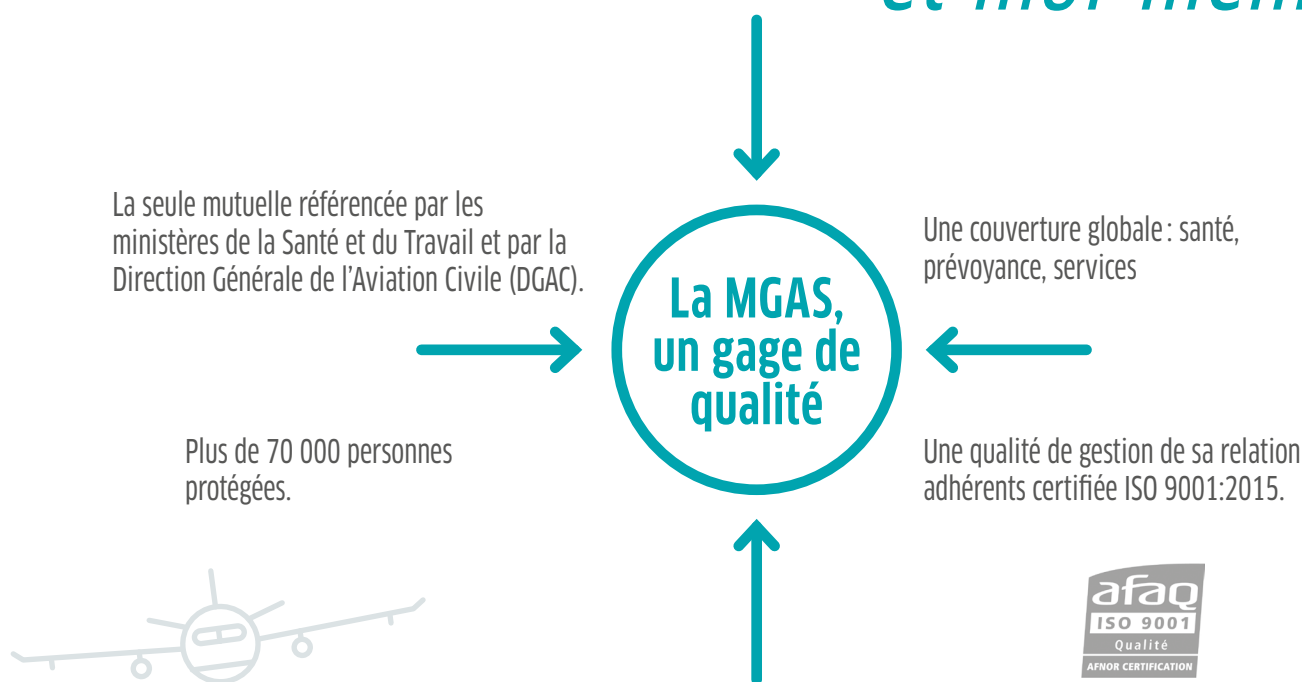 La seule mutuelle référencée par les
ministères de la Santé et du Travail et par la
Direction Générale de l'Aviation Civile (DGAC).
Une couverture globale : santé,
prévoyance, services
La MGAS,
un gage de
qualité
Plus de 70 000 personnes
protégées.
Une qualité de gestion de sa relation
adhérents certifiée ISO 9001:2015.
afaq
ISO 9001
Qualité
AFNOR CERTIFICATION